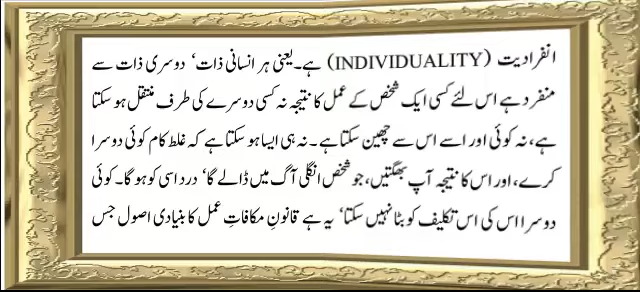 انفرادیت (INDIVIDUALITY) ہے۔ یعنی ہر انسانی ذات‘ دوسری ذات سے
منفرد ہے اس لئے کسی ایک شخص کے عمل کا نتیجہ نہ کسی دوسرے کی طرف منتقل ہو سکتا
ہے، نہ کوئی اور اسے اس سے چھین سکتا ہے۔ نہ ہی ایسا ہو سکتا ہے کہ غلط کام کوئی دوسرا
کرے، اور اس کا نتیجہ آپ بھگتیں، جو شخص انگلی آگ میں ڈالے گا‘ درد اسی کو ہو گا۔ کوئی
دوسرا اس کی اس تکلیف کو بٹا نہیں سکتا‘ یہ ہے قانونِ مکافاتِ عمل کا بنیادی اصول جس